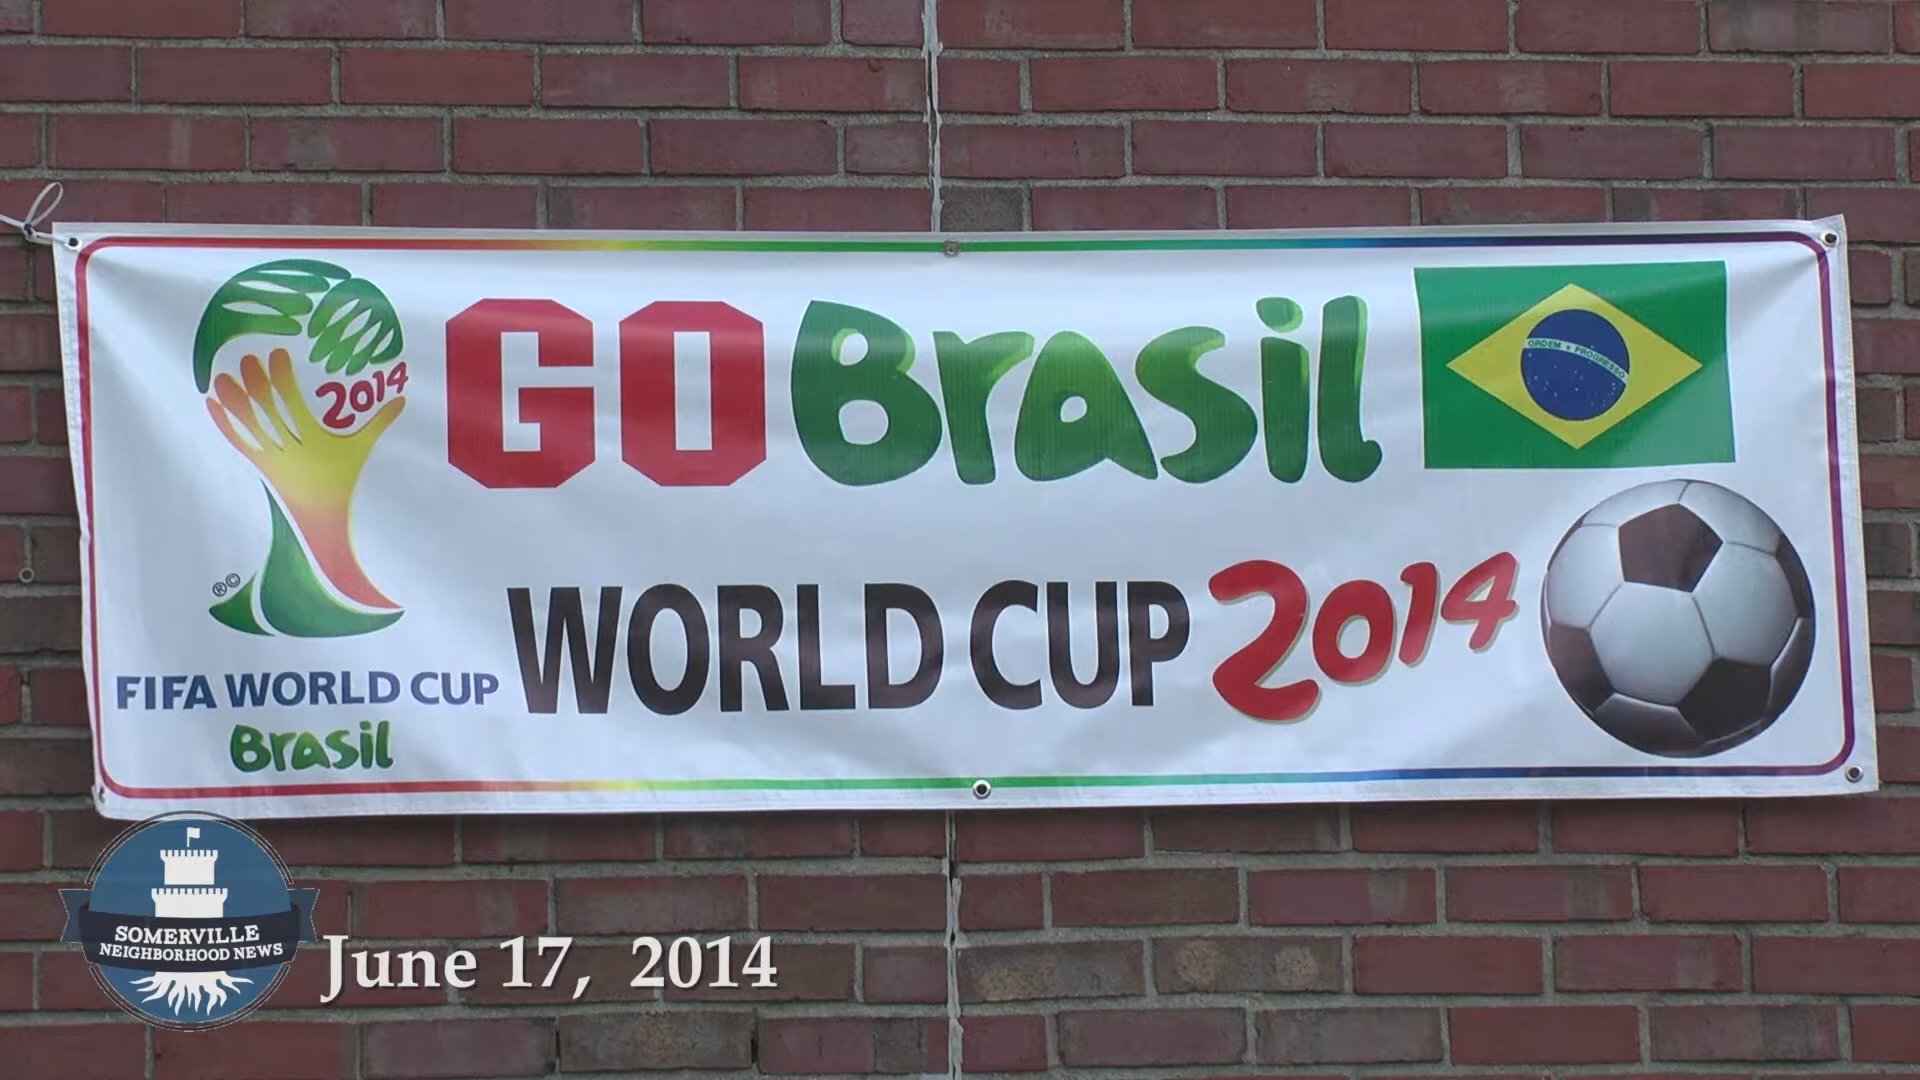 2014
GO Brasil
ORDEM E PROGRESSO
WORLD CUP 2014
®©
FIFA WORLD CUP
Brasil
SOMERVILLE
NEIGHBORHOOD NEWS
June 17, 2014